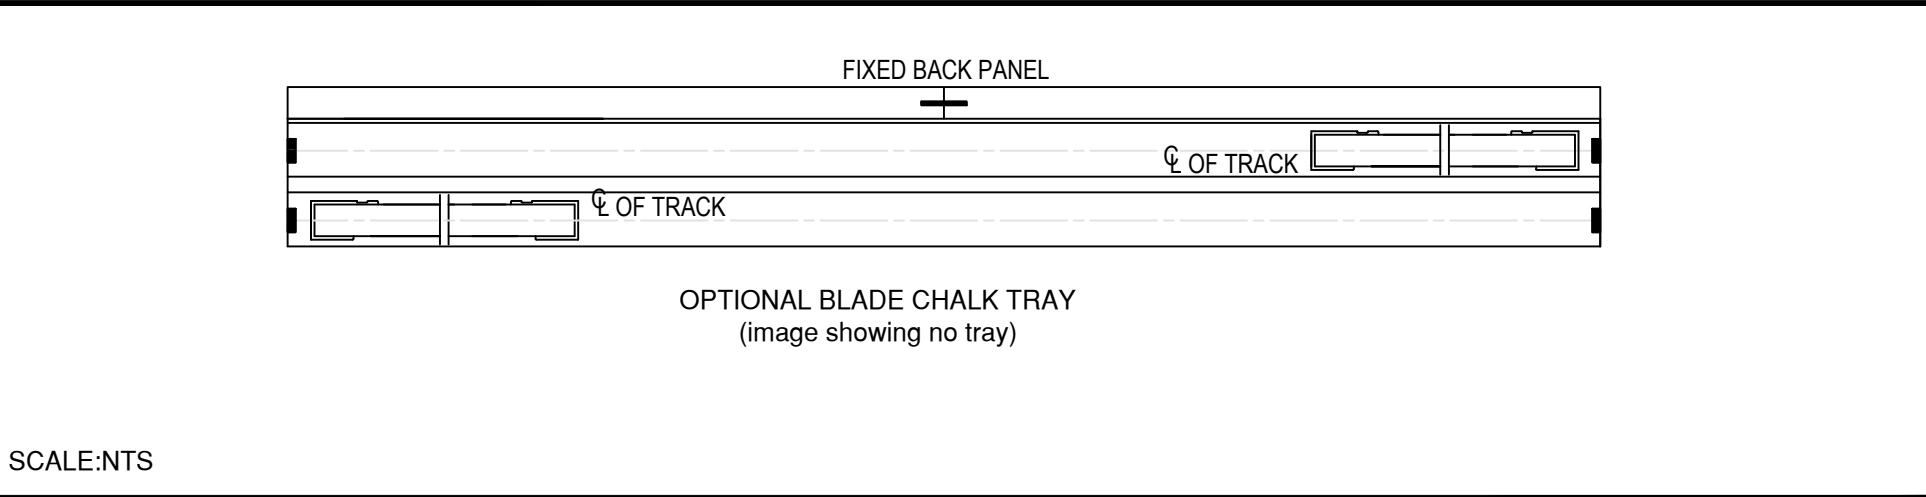 FIXED BACK PANEL
℄ OF TRACK
℄ OF TRACK
OPTIONAL BLADE CHALK TRAY
(image showing no tray)
SCALE:NTS